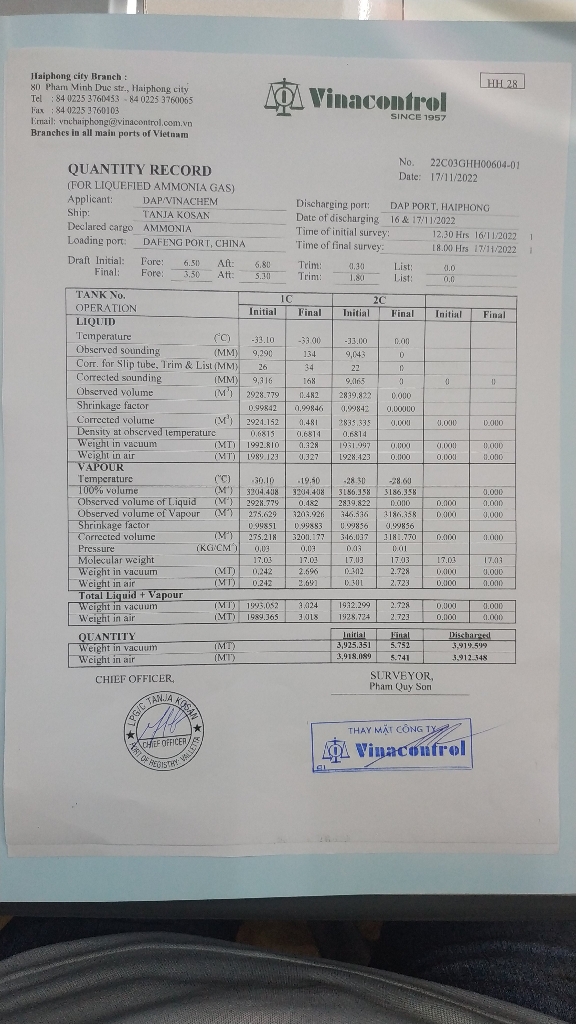 Haiphong city Branch :
80 Pham Minh Duc str., Haiphong city
Tel : 84 0225 3760453 - 84 0225 3760065
Fax : 84 0225 3760103
Email: vnchaiphong@vinacontrol.com.vn
Branches in all main ports of Vietnam
Vinacontrol
SINCE 1957
HH 28
No. 22C03GHH00604-01
Date: 17/11/2022
QUANTITY RECORD
(FOR LIQUEFIED AMMONIA GAS)
Applicant: DAP-VINACHEM
Ship: TANJA KOSAN
Declared cargo AMMONIA
Loading port: DAFENG PORT, CHINA
Discharging port: DAP PORT, HAIPHONG
Date of discharging 16 & 17/11/2022
Time of initial survey: 12.30 Hrs 16/11/2022
Time of final survey: 18.00 Hrs 17/11/2022
Draft Initial: Fore: 6.50 Aft: 6.80 Trim: 0.30 List: 0.0
Final: Fore: 3.50 Aft: 5.30 Trim: 1.80 List: 0.0
TANK No. 1C 2C
OPERATION Initial Final Initial Final Initial Final
LIQUID
Temperature (°C) -33.10 -33.00 -33.00 0.00
Observed sounding (MM) 9,290 134 9,043 0
Corr. for Slip tube, Trim & List (MM) 26 34 22 0
Corrected sounding (MM) 9,316 168 9,065 0 0 0
Observed volume (M³) 2928.779 0.482 2839.822 0.000
Shrinkage factor 0.99842 0.99846 0.99842 0.00000
Corrected volume (M³) 2924.152 0.481 2835.335 0.000 0.000 0.000
Density at observed temperature 0.6815 0.6814 0.6814
Weight in vacuum (MT) 1992.810 0.328 1931.997 0.000 0.000 0.000
Weight in air (MT) 1989.123 0.327 1928.423 0.000 0.000 0.000
VAPOUR
Temperature (°C) -30.10 -19.40 -28.30 -28.60
100% volume (M³) 3204.408 3204.408 3186.358 3186.358 0.000
Observed volume of Liquid (M³) 2928.779 0.482 2839.822 0.000 0.000 0.000
Observed volume of Vapour (M³) 275.629 3203.926 346.536 3186.358 0.000 0.000
Shrinkage factor 0.99851 0.99883 0.99856 0.99856
Corrected volume (M³) 275.218 3200.177 346.037 3181.770 0.000 0.000
Pressure (KG/CM²) 0.03 0.03 0.03 0.01
Molecular weight 17.03 17.03 17.03 17.03 17.03 17.03
Weight in vacuum (MT) 0.242 2.696 0.302 2.728 0.000 0.000
Weight in air (MT) 0.242 2.691 0.301 2.723 0.000 0.000
Total Liquid + Vapour
Weight in vacuum (MT) 1993.052 3.024 1932.299 2.728 0.000 0.000
Weight in air (MT) 1989.365 3.018 1928.724 2.723 0.000 0.000
QUANTITY Initial Final Discharged
Weight in vacuum (MT) 3,925.351 5.752 3,919.599
Weight in air (MT) 3,918.089 5.741 3,912.348
CHIEF OFFICER,
SURVEYOR,
Pham Quy Son
LPG/C TANJA KOSAN
CHIEF OFFICER
PORT OF REGISTRY: VALLETTA
THAY MẶT CÔNG TY
Vinacontrol